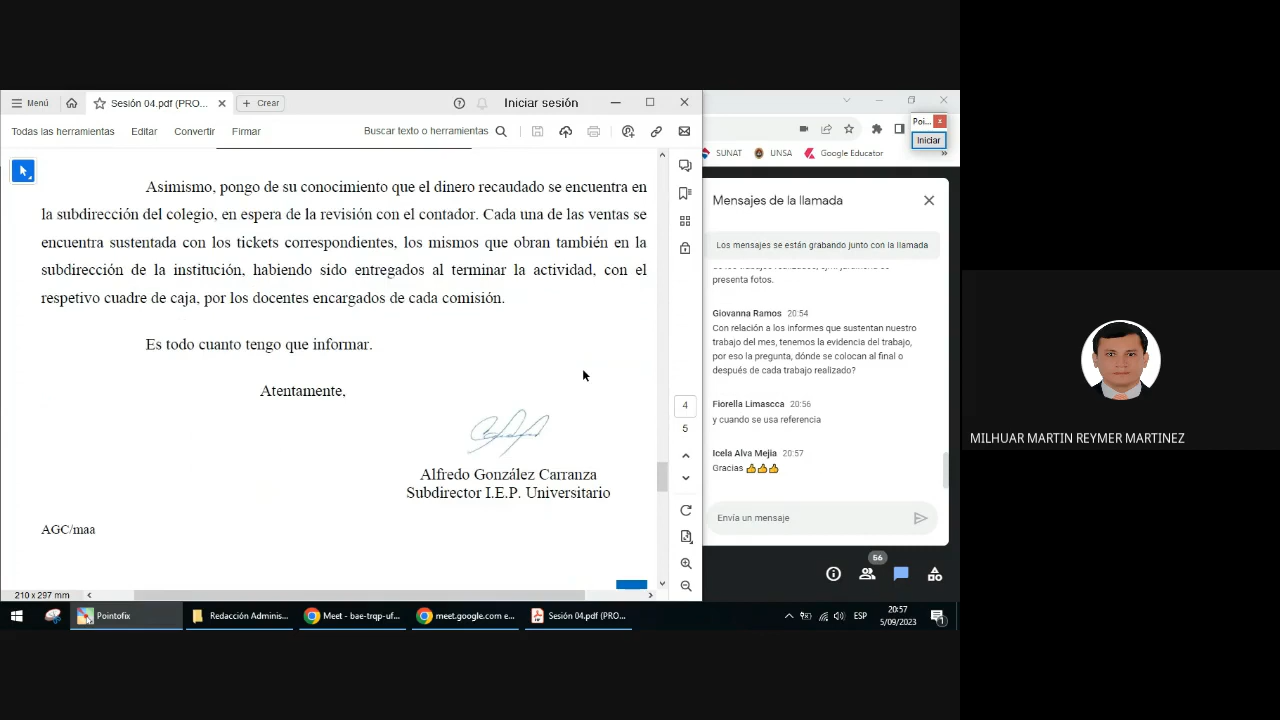 Menú
Sesión 04.pdf (PRO...
Crear
Iniciar sesión
Todas las herramientas
Editar
Convertir
Firmar
Buscar texto o herramientas
Asimismo, pongo de su conocimiento que el dinero recaudado se encuentra en
la subdirección del colegio, en espera de la revisión con el contador. Cada una de las ventas se
encuentra sustentada con los tickets correspondientes, los mismos que obran también en la
subdirección de la institución, habiendo sido entregados al terminar la actividad, con el
respetivo cuadre de caja, por los docentes encargados de cada comisión.
Es todo cuanto tengo que informar.
Atentamente,
Alfredo González Carranza
Subdirector I.E.P. Universitario
AGC/maa
4
5
210 x 297 mm
Poi...
Iniciar
SUNAT
UNSA
Google Educator
Mensajes de la llamada
Los mensajes se están grabando junto con la llamada
presenta fotos.
Giovanna Ramos 20:54
Con relación a los informes que sustentan nuestro
trabajo del mes, tenemos la evidencia del trabajo,
por eso la pregunta, dónde se colocan al final o
después de cada trabajo realizado?
Fiorella Limascca 20:56
y cuando se usa referencia
Icela Alva Mejia 20:57
Gracias 👍👍👍
Envía un mensaje
56
MILHUAR MARTIN REYMER MARTINEZ
Pointofix
Redacción Adminis...
Meet - bae-trqp-uf...
meet.google.com e...
Sesión 04.pdf (PRO...
ESP
20:57
5/09/2023
1